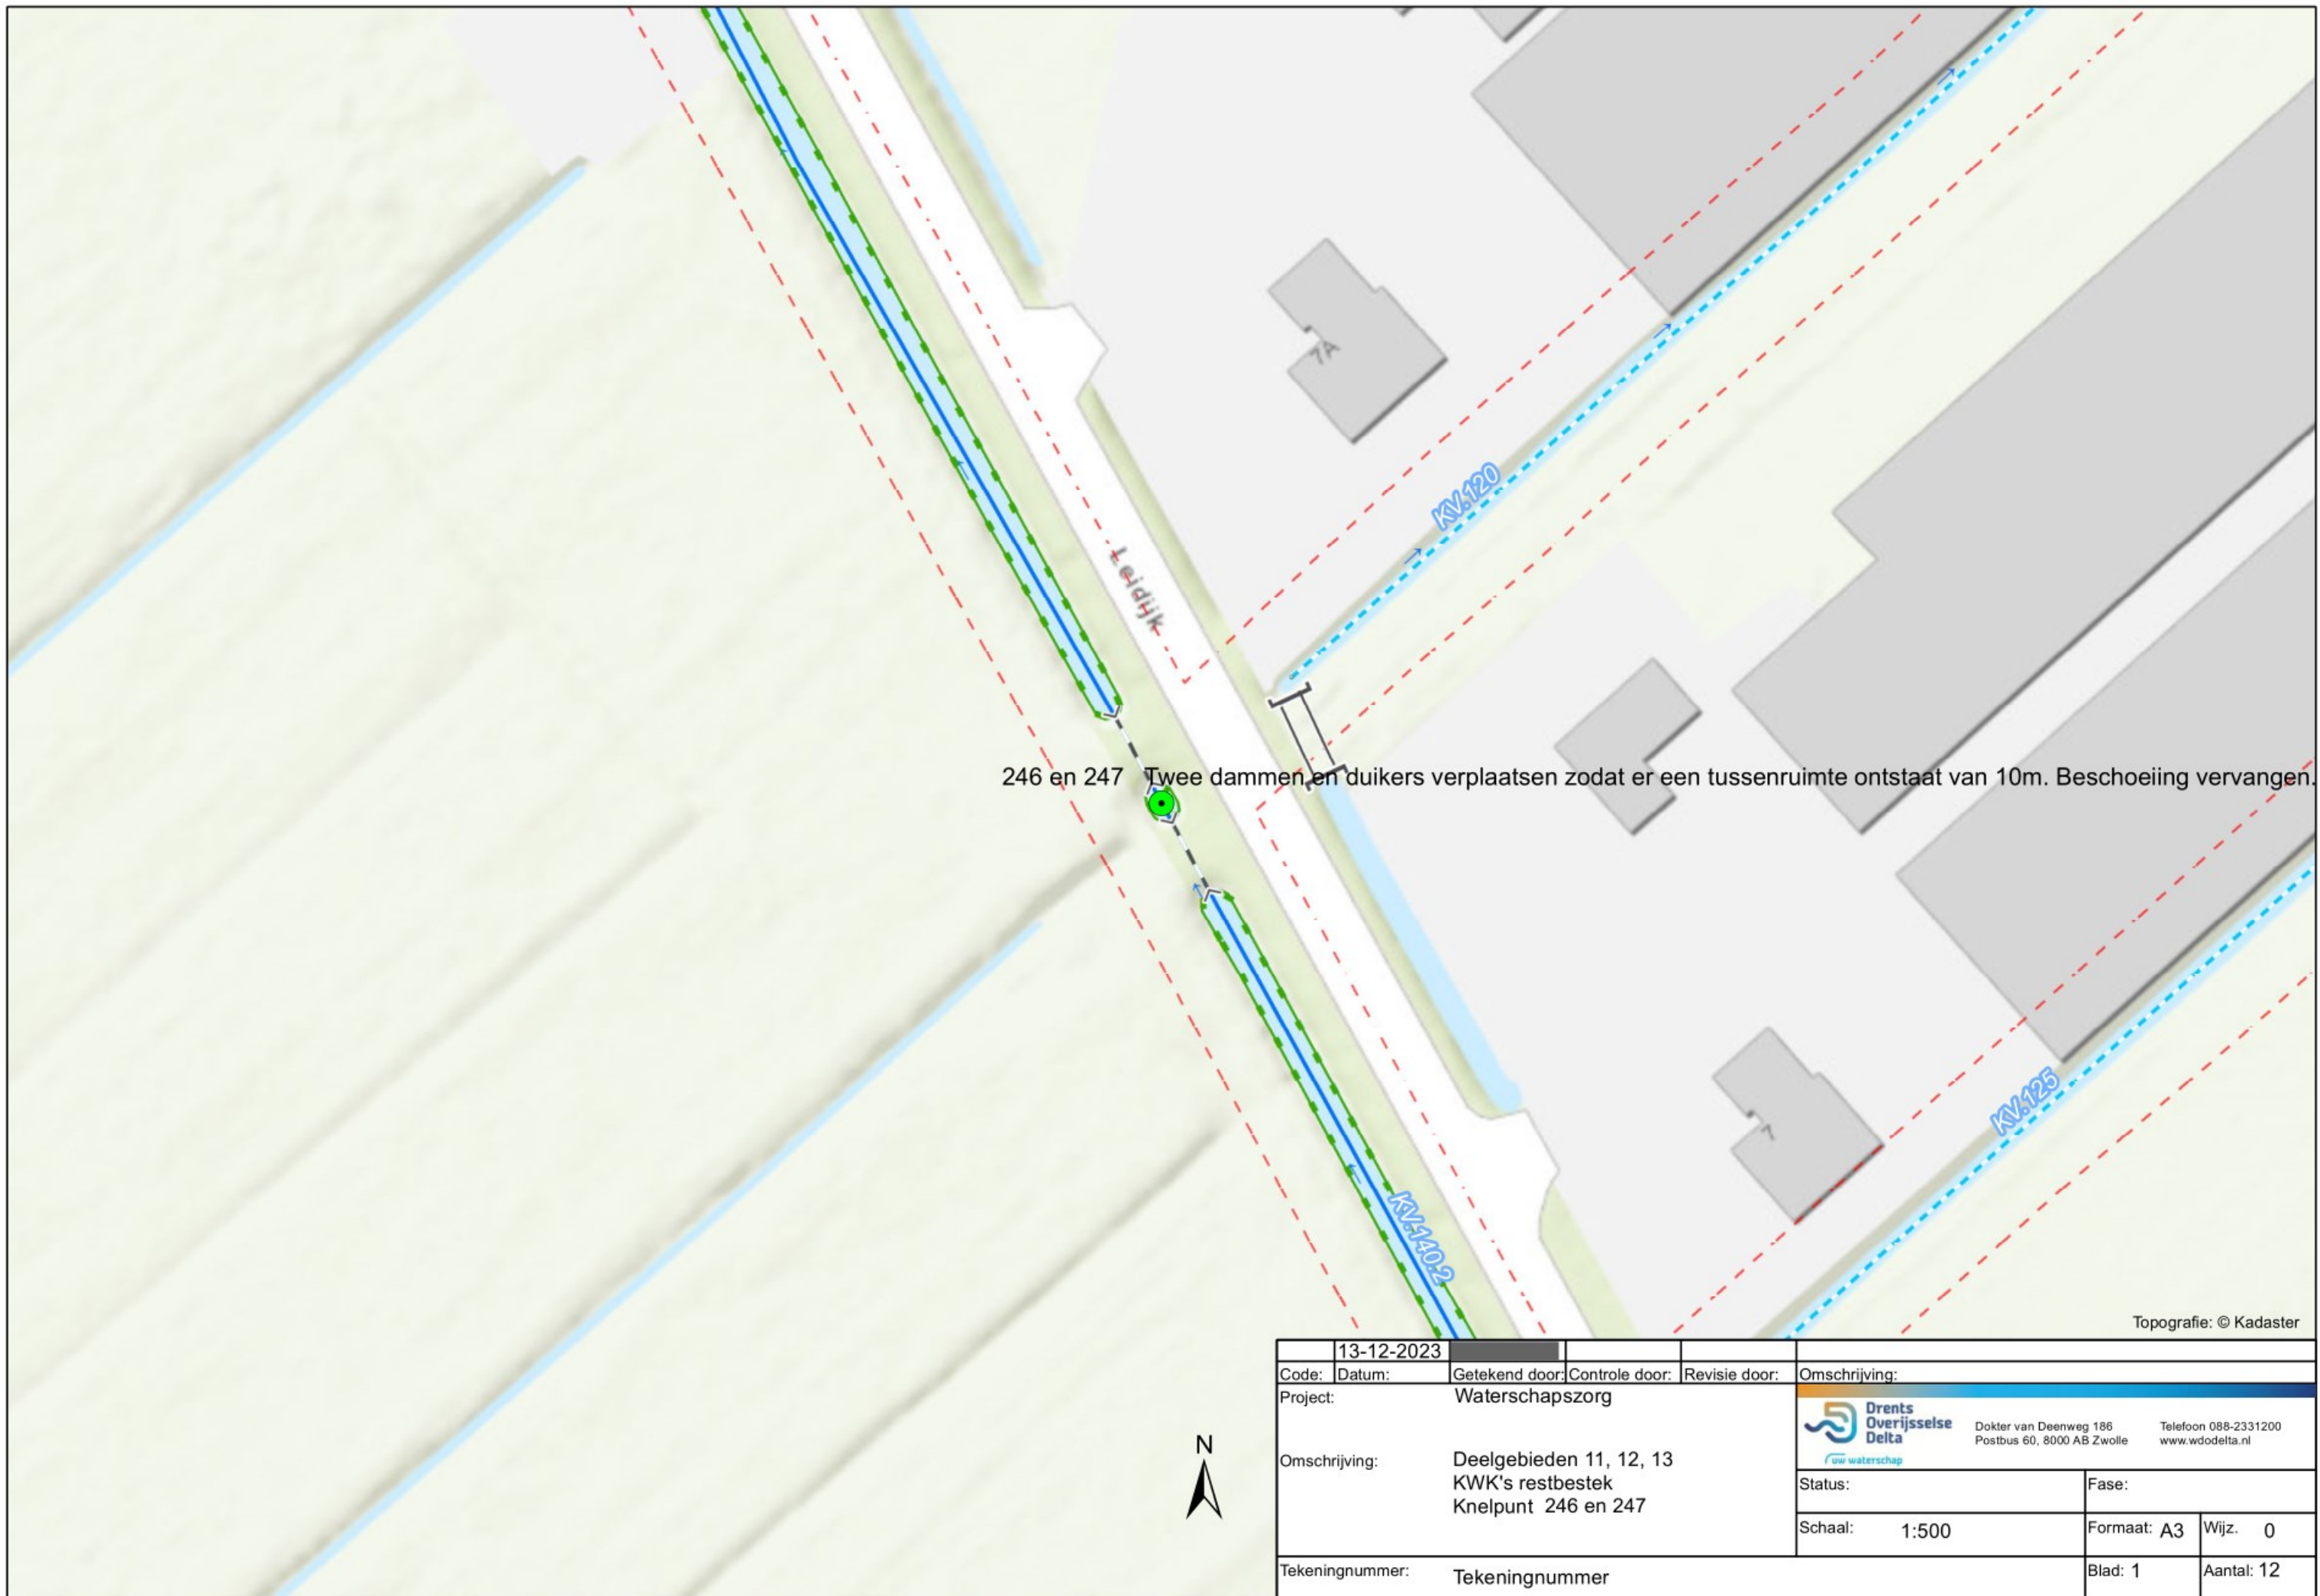 7A
KV.120
Leidijk
246 en 247 Twee dammen en duikers verplaatsen zodat er een tussenruimte ontstaat van 10m. Beschoeiing vervangen.
7
KV.125
KV.140.2
Topografie: © Kadaster
N
13-12-2023
Code: Datum: Getekend door: Controle door: Revisie door: Omschrijving:
Project: Waterschapszorg
Omschrijving: Deelgebieden 11, 12, 13
KWK's restbestek
Knelpunt 246 en 247
Tekeningnummer: Tekeningnummer
Drents
Overijsselse
Delta
uw waterschap
Dokter van Deenweg 186
Postbus 60, 8000 AB Zwolle
Telefoon 088-2331200
www.wdodelta.nl
Status: Fase:
Schaal: 1:500 Formaat: A3 Wijz. 0
Blad: 1 Aantal: 12